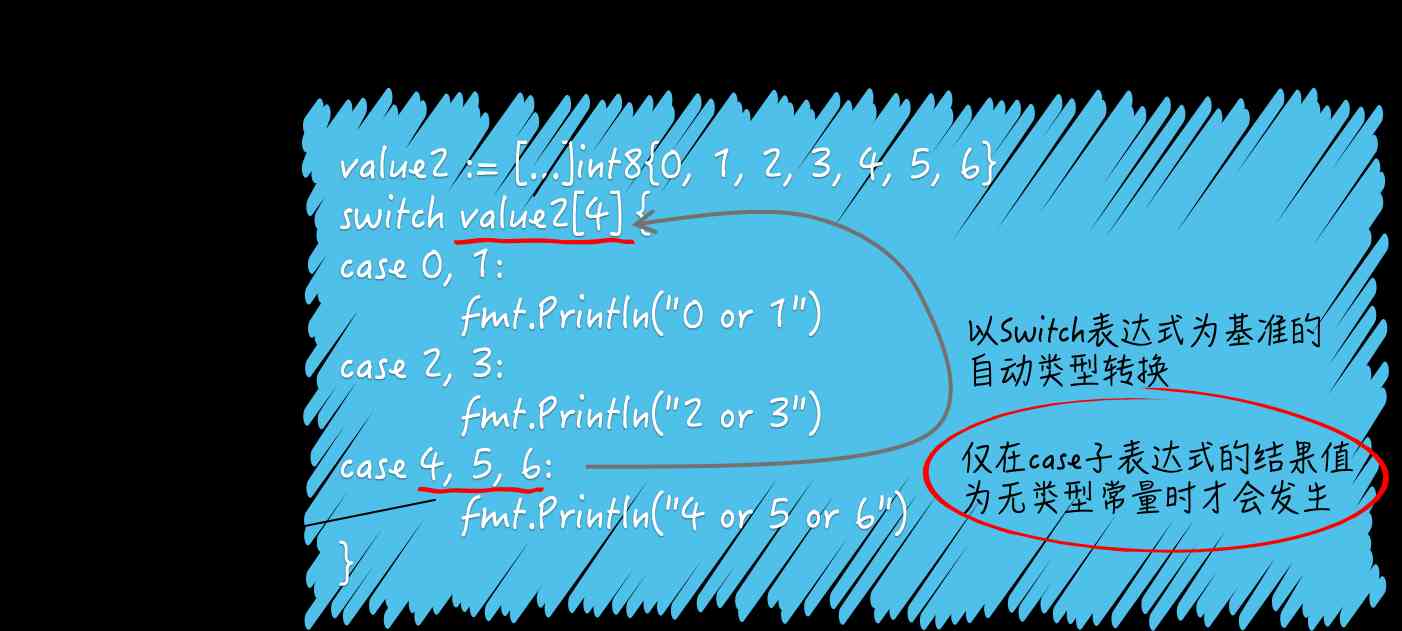 value2 := [...]int8{0, 1, 2, 3, 4, 5, 6}
switch value2[4] {
case 0, 1:
fmt.Println("0 or 1")
case 2, 3:
fmt.Println("2 or 3")
case 4, 5, 6:
fmt.Println("4 or 5 or 6")
}
以Switch表达式为基准的
自动类型转换
仅在case子表达式的结果值
为无类型常量时才会发生